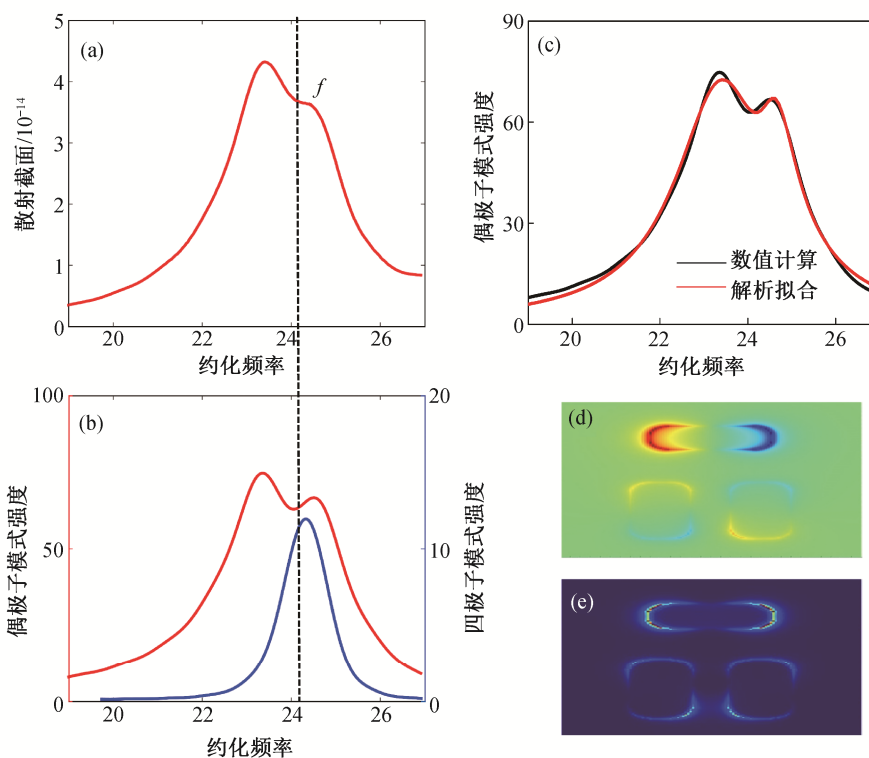 (a)
5
4
3
2
1
0
散射截面/10⁻¹⁴
f
20 22 24 26
约化频率
(b)
100
50
0
偶极子模式强度
20
10
0
四极子模式强度
20 22 24 26
约化频率
(c)
90
60
30
0
偶极子模式强度
数值计算
解析拟合
20 22 24 26
约化频率
(d)
(e)